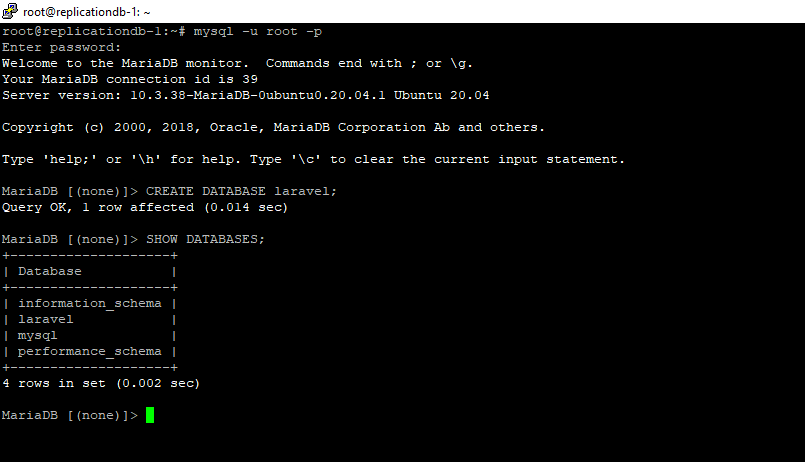 root@replicationdb-1: ~
root@replicationdb-1:~# mysql -u root -p
Enter password:
Welcome to the MariaDB monitor.  Commands end with ; or \g.
Your MariaDB connection id is 39
Server version: 10.3.38-MariaDB-0ubuntu0.20.04.1 Ubuntu 20.04

Copyright (c) 2000, 2018, Oracle, MariaDB Corporation Ab and others.

Type 'help;' or '\h' for help. Type '\c' to clear the current input statement.

MariaDB [(none)]> CREATE DATABASE laravel;
Query OK, 1 row affected (0.014 sec)

MariaDB [(none)]> SHOW DATABASES;
+--------------------+
| Database           |
+--------------------+
| information_schema |
| laravel            |
| mysql              |
| performance_schema |
+--------------------+
4 rows in set (0.002 sec)

MariaDB [(none)]>